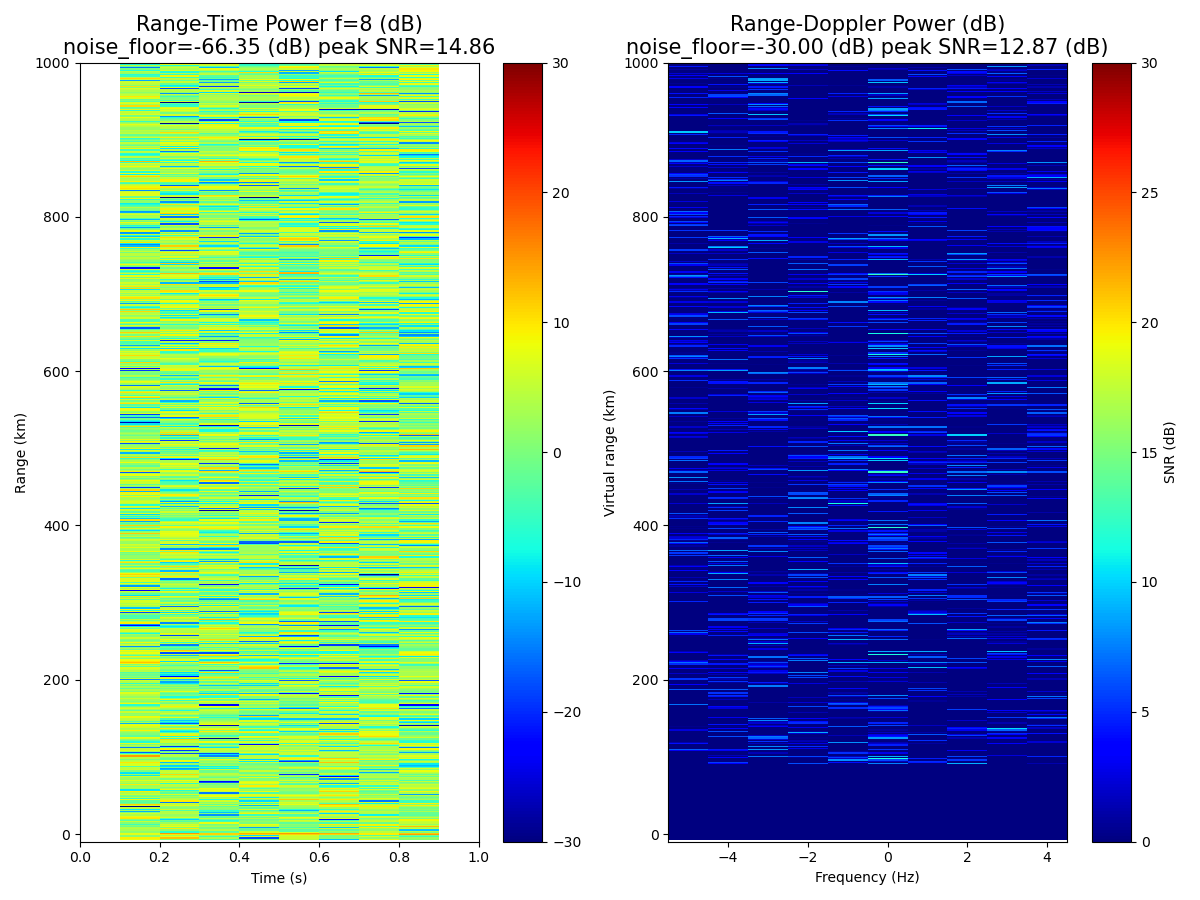 Range-Time Power f=8 (dB)
noise_floor=-66.35 (dB) peak SNR=14.86
Range (km)
1000
800
600
400
200
0
0.0 0.2 0.4 0.6 0.8 1.0
Time (s)
30
20
10
0
−10
−20
−30
Range-Doppler Power (dB)
noise_floor=-30.00 (dB) peak SNR=12.87 (dB)
Virtual range (km)
1000
800
600
400
200
0
−4 −2 0 2 4
Frequency (Hz)
30
25
20
15
10
5
0
SNR (dB)